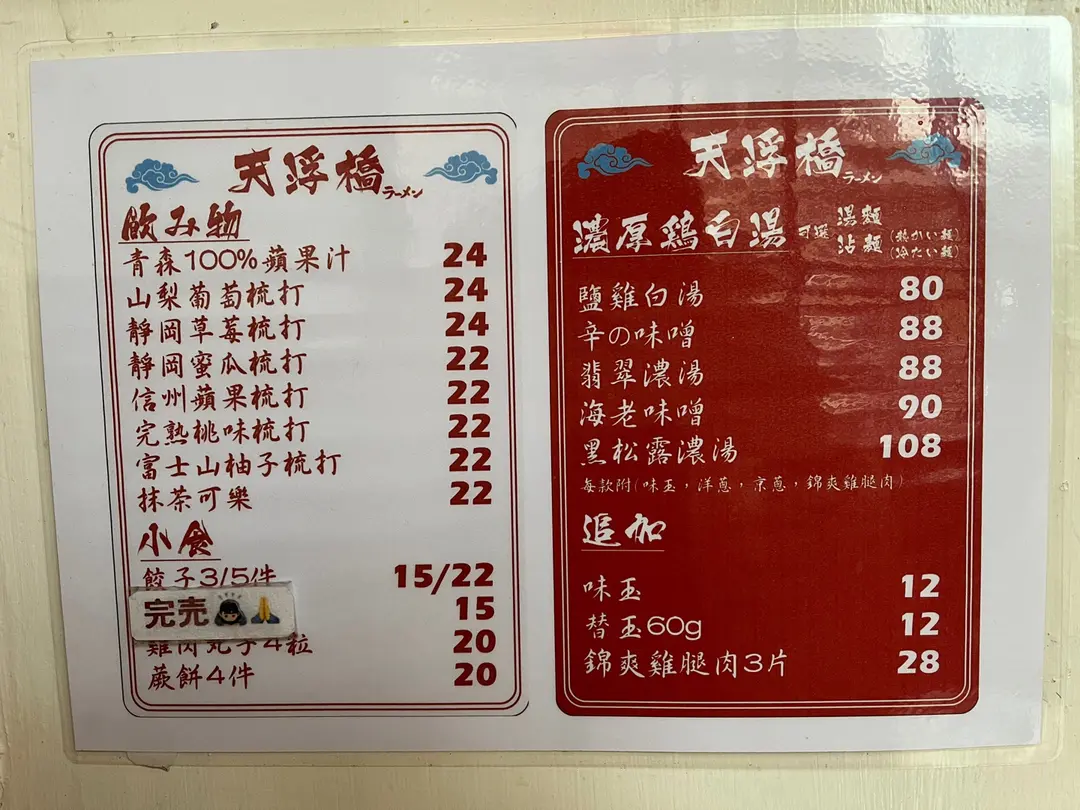 天浮橋
ラーメン
飲み物
青森100%蘋果汁 24
山梨葡萄梳打 24
靜岡草莓梳打 24
靜岡蜜瓜梳打 22
信州蘋果梳打 22
完熟桃味梳打 22
富士山柚子梳打 22
抹茶可樂 22
小食
餃子3/5件 15/22
完売🙇🙏 15
雞肉丸子4粒 20
蕨餅4件 20
天浮橋
ラーメン
濃厚鶏白湯 可選 湯麵 (熱かい麺)
沾麵 (冷たい麺)
鹽雞白湯 80
辛の味噌 88
翡翠濃湯 88
海老味噌 90
黑松露濃湯 108
每款附(味玉，洋蔥，京蔥，錦爽雞腿肉)
追加
味玉 12
替玉60g 12
錦爽雞腿肉3片 28